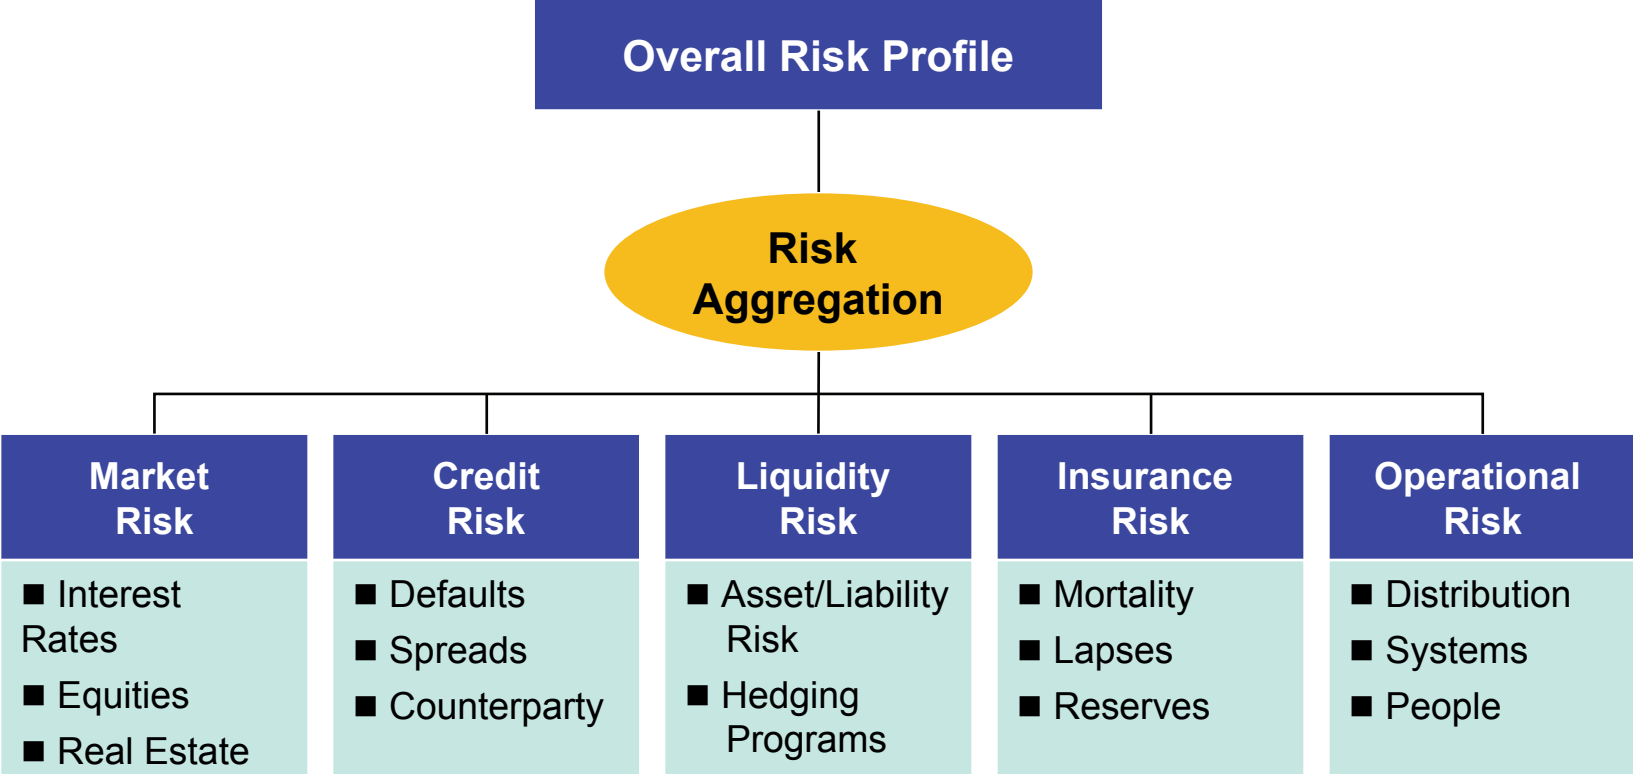 Overall Risk Profile
Risk
Aggregation
Market
Risk
■ Interest
Rates
■ Equities
■ Real Estate
Credit
Risk
■ Defaults
■ Spreads
■ Counterparty
Liquidity
Risk
■ Asset/Liability
Risk
■ Hedging
Programs
Insurance
Risk
■ Mortality
■ Lapses
■ Reserves
Operational
Risk
■ Distribution
■ Systems
■ People